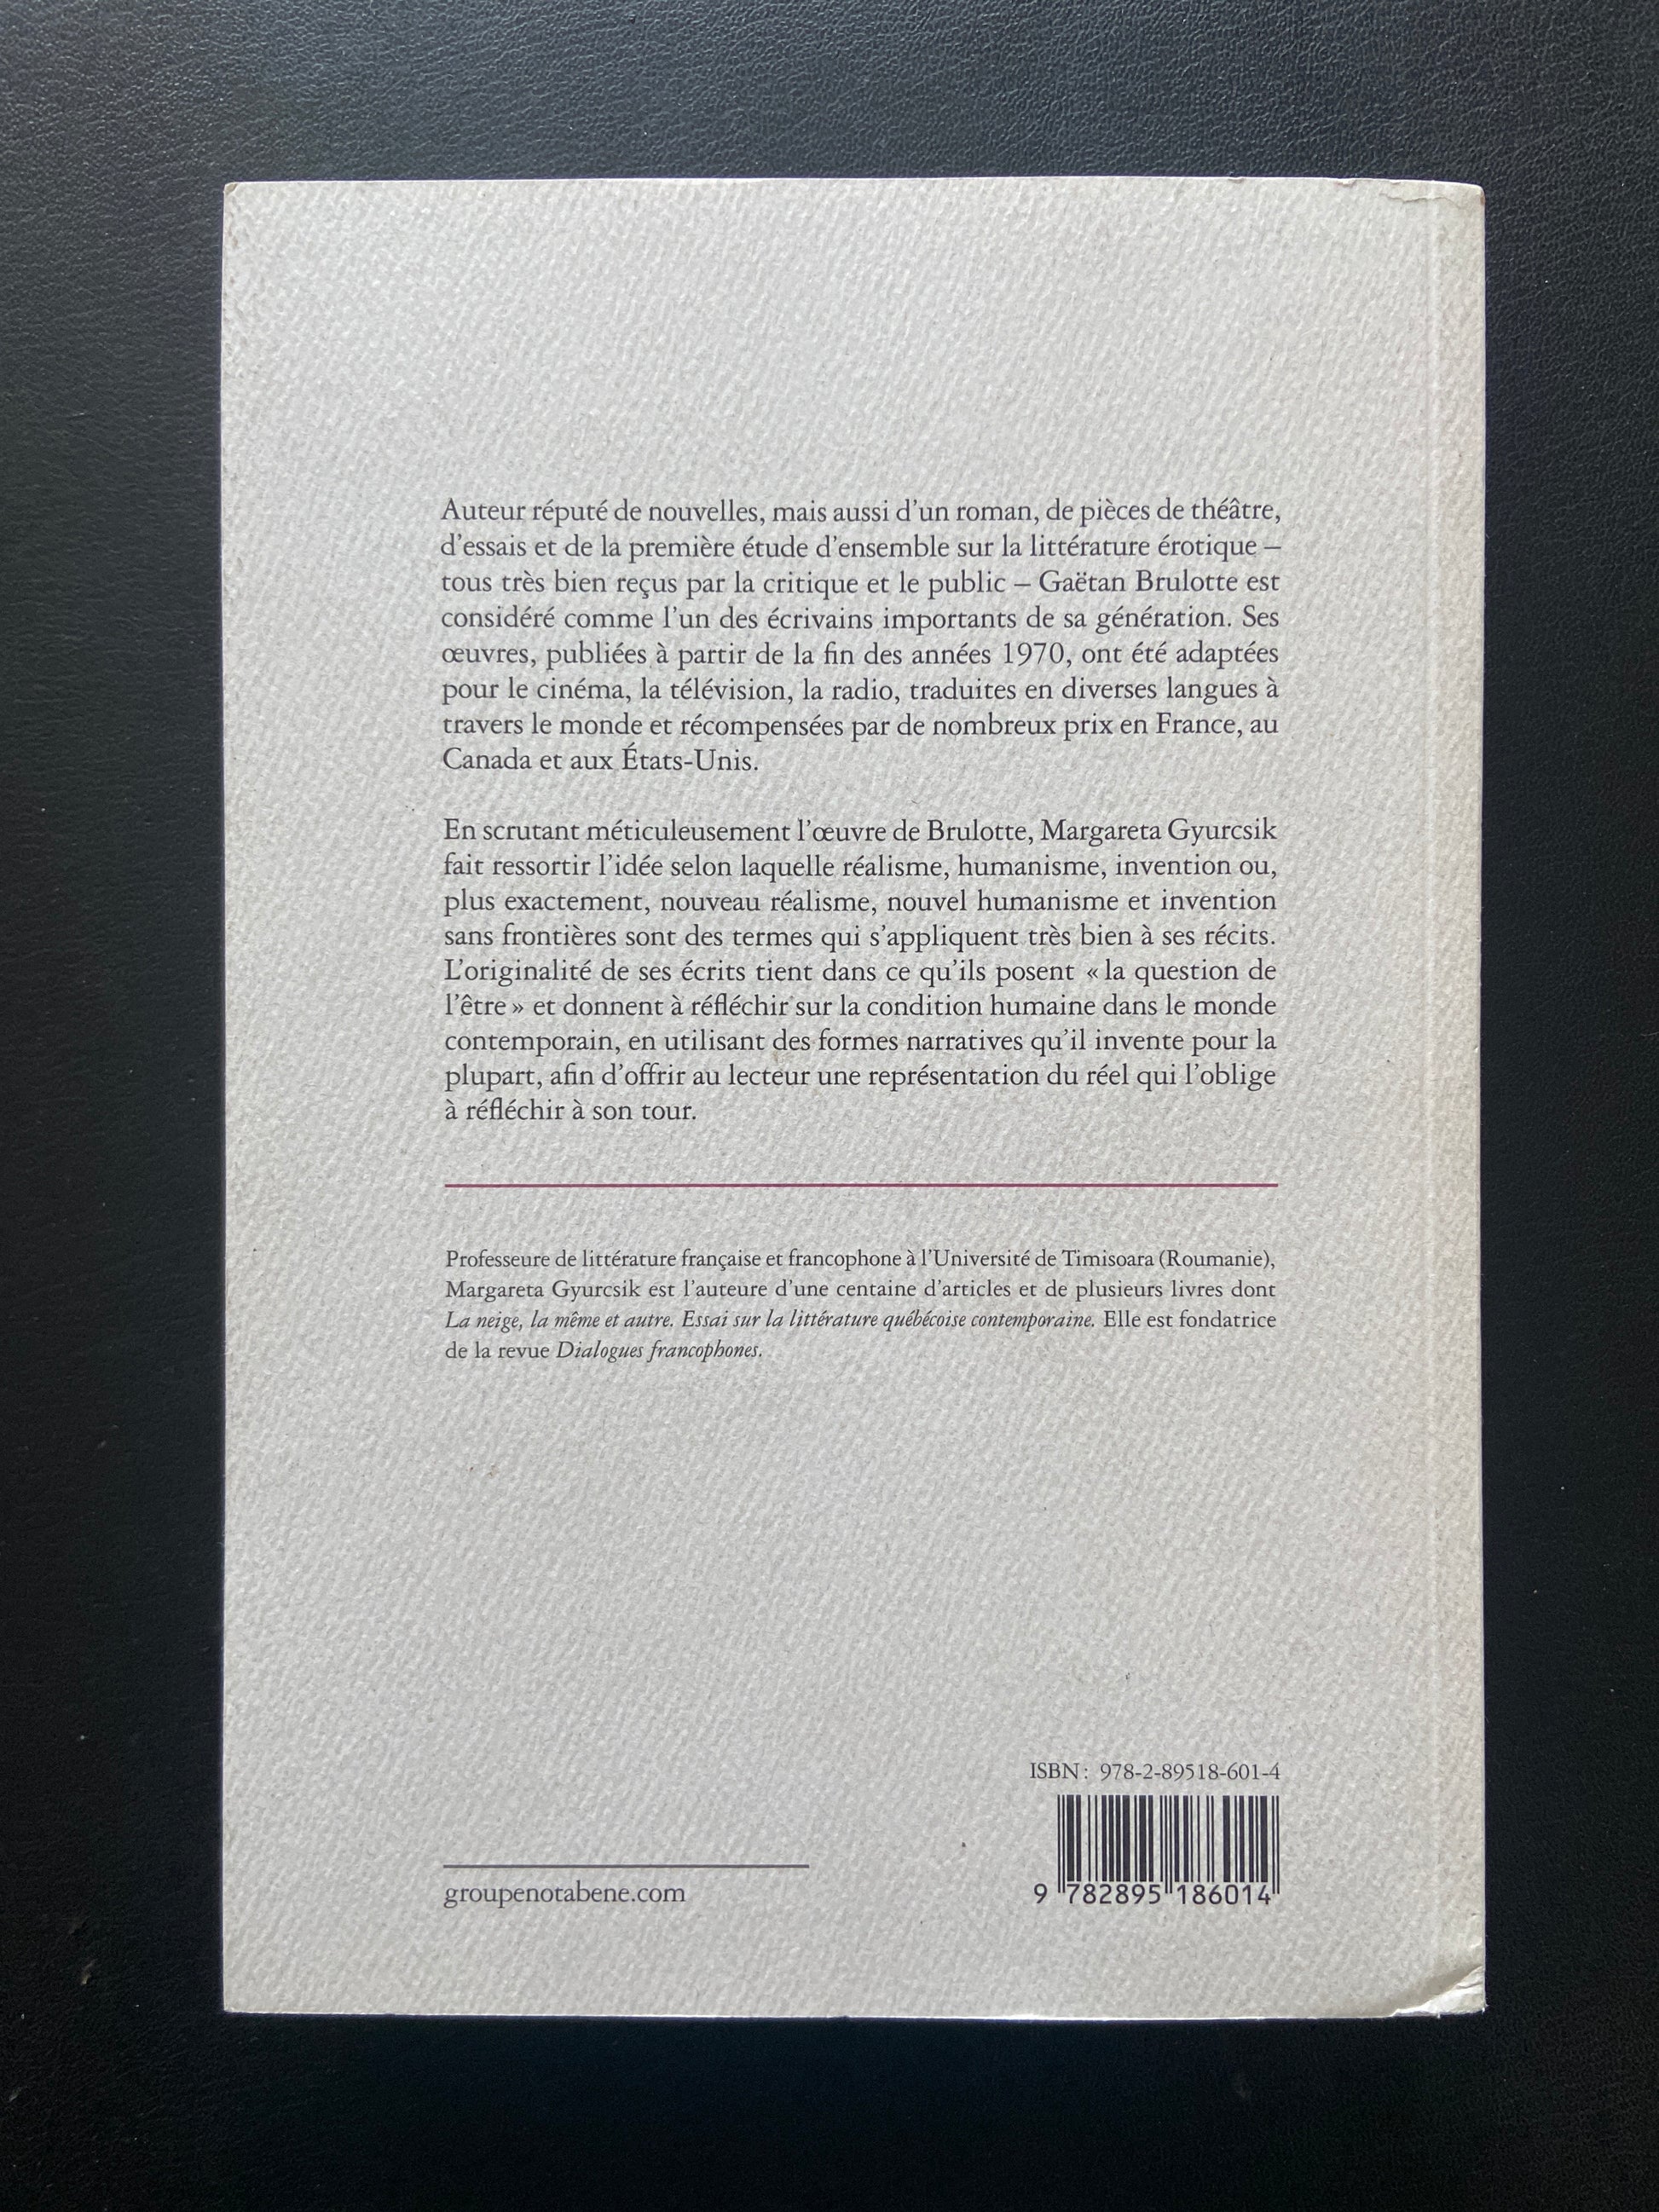 Auteur réputé de nouvelles, mais aussi d'un roman, de pièces de théâtre,
d'essais et de la première étude d'ensemble sur la littérature érotique –
tous très bien reçus par la critique et le public – Gaëtan Brulotte est
considéré comme l'un des écrivains importants de sa génération. Ses
œuvres, publiées à partir de la fin des années 1970, ont été adaptées
pour le cinéma, la télévision, la radio, traduites en diverses langues à
travers le monde et récompensées par de nombreux prix en France, au
Canada et aux États-Unis.
En scrutant méticuleusement l'œuvre de Brulotte, Margareta Gyurcsik
fait ressortir l'idée selon laquelle réalisme, humanisme, invention ou,
plus exactement, nouveau réalisme, nouvel humanisme et invention
sans frontières sont des termes qui s'appliquent très bien à ses récits.
L'originalité de ses écrits tient dans ce qu'ils posent « la question de
l'être » et donnent à réfléchir sur la condition humaine dans le monde
contemporain, en utilisant des formes narratives qu'il invente pour la
plupart, afin d'offrir au lecteur une représentation du réel qui l'oblige
à réfléchir à son tour.
Professeure de littérature française et francophone à l'Université de Timisoara (Roumanie),
Margareta Gyurcsik est l'auteure d'une centaine d'articles et de plusieurs livres dont
La neige, la même et autre. Essai sur la littérature québécoise contemporaine. Elle est fondatrice
de la revue Dialogues francophones.
ISBN : 978-2-89518-601-4
9 782895 186014
groupenotabene.com